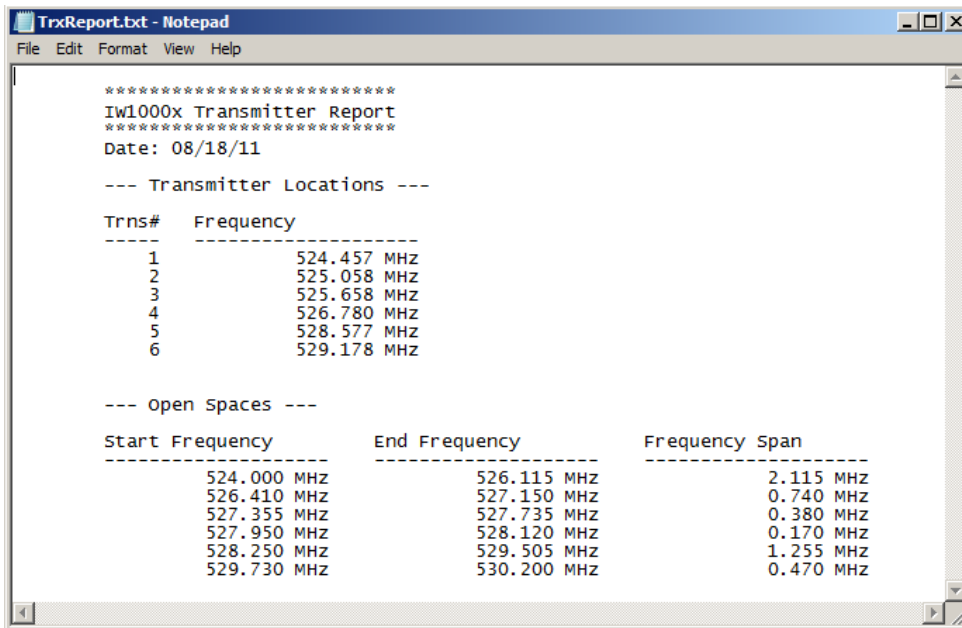 TrxReport.txt - Notepad
File Edit Format View Help
**************************
IW1000x Transmitter Report
**************************
Date: 08/18/11
--- Transmitter Locations ---
Trns# Frequency
----- --------------------
1 524.457 MHz
2 525.058 MHz
3 525.658 MHz
4 526.780 MHz
5 528.577 MHz
6 529.178 MHz
--- Open Spaces ---
Start Frequency End Frequency Frequency Span
-------------------- -------------------- --------------------
524.000 MHz 526.115 MHz 2.115 MHz
526.410 MHz 527.150 MHz 0.740 MHz
527.355 MHz 527.735 MHz 0.380 MHz
527.950 MHz 528.120 MHz 0.170 MHz
528.250 MHz 529.505 MHz 1.255 MHz
529.730 MHz 530.200 MHz 0.470 MHz